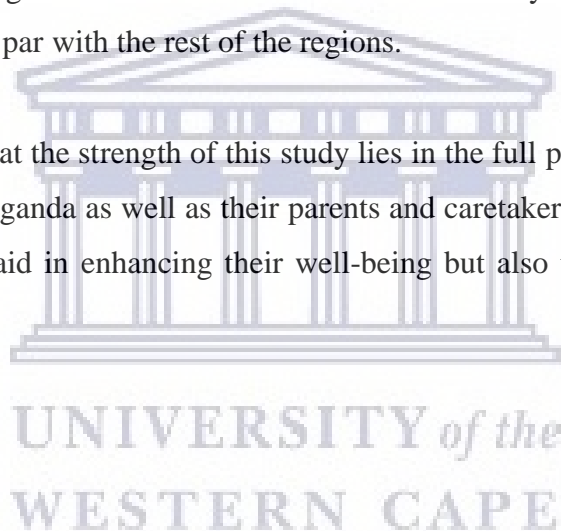 par with the rest of the regions.
at the strength of this study lies in the full p
ganda as well as their parents and caretaker
aid in enhancing their well-being but also
UNIVERSITY of the
WESTERN CAPE